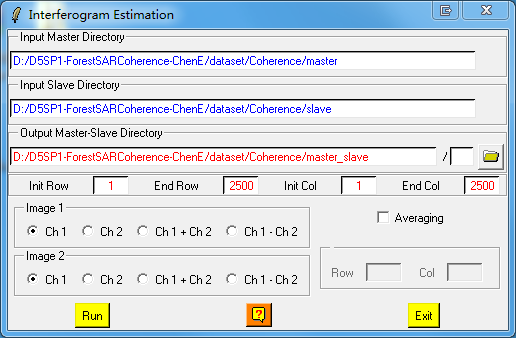 Interferogram Estimation
Input Master Directory
D:/D5SP1-ForestSARCoherence-ChenE/dataset/Coherence/master
Input Slave Directory
D:/D5SP1-ForestSARCoherence-ChenE/dataset/Coherence/slave
Output Master-Slave Directory
D:/D5SP1-ForestSARCoherence-ChenE/dataset/Coherence/master_slave /
Init Row 1 End Row 2500 Init Col 1 End Col 2500
Image 1
Ch 1 Ch 2 Ch 1 + Ch 2 Ch 1 - Ch 2
Averaging
Image 2
Ch 1 Ch 2 Ch 1 + Ch 2 Ch 1 - Ch 2
Row Col
Run ? Exit